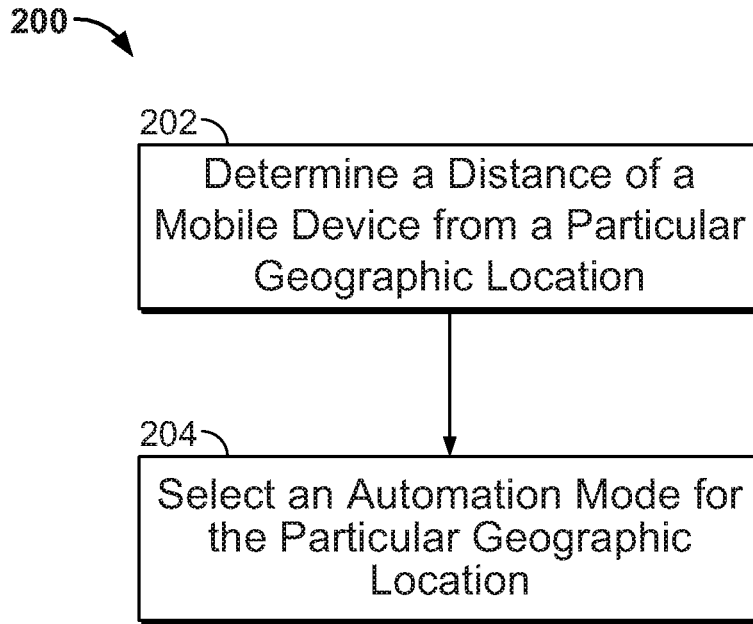 200
202
Determine a Distance of a
Mobile Device from a Particular
Geographic Location
204
Select an Automation Mode for
the Particular Geographic
Location